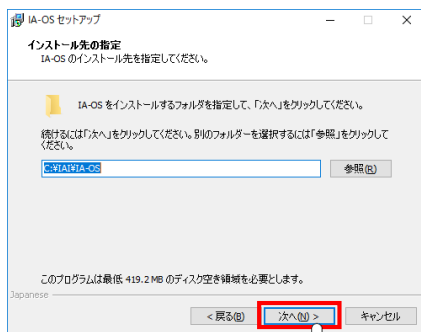 IA-OS セットアップ
インストール先の指定
IA-OS のインストール先を指定してください。
IA-OS をインストールするフォルダを指定して、「次へ」をクリックしてください。
続けるには「次へ」をクリックしてください。別のフォルダーを選択するには「参照」をクリックして
ください。
C:¥IAI¥IA-OS
参照(R)
このプログラムは最低 419.2 MB のディスク空き領域を必要とします。
Japanese
< 戻る(B)
次へ(N) >
キャンセル